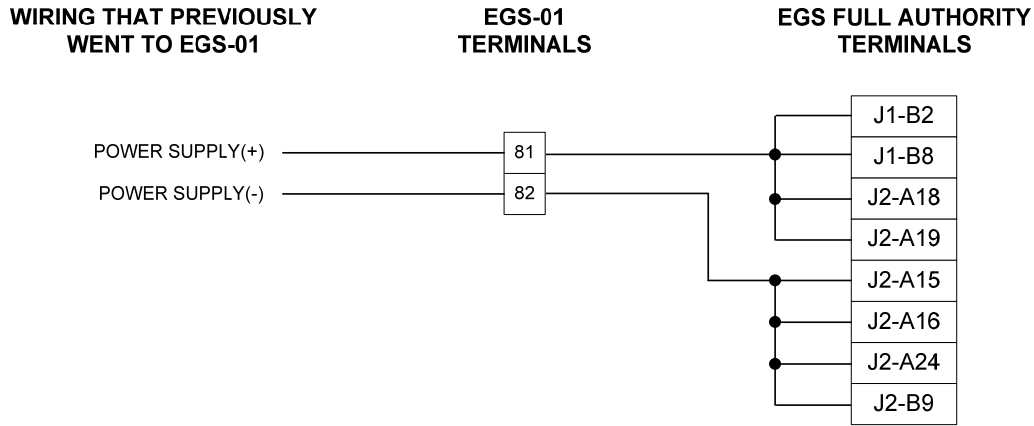 WIRING THAT PREVIOUSLY
WENT TO EGS-01
EGS-01
TERMINALS
EGS FULL AUTHORITY
TERMINALS
POWER SUPPLY(+)
POWER SUPPLY(-)
81
82
J1-B2
J1-B8
J2-A18
J2-A19
J2-A15
J2-A16
J2-A24
J2-B9